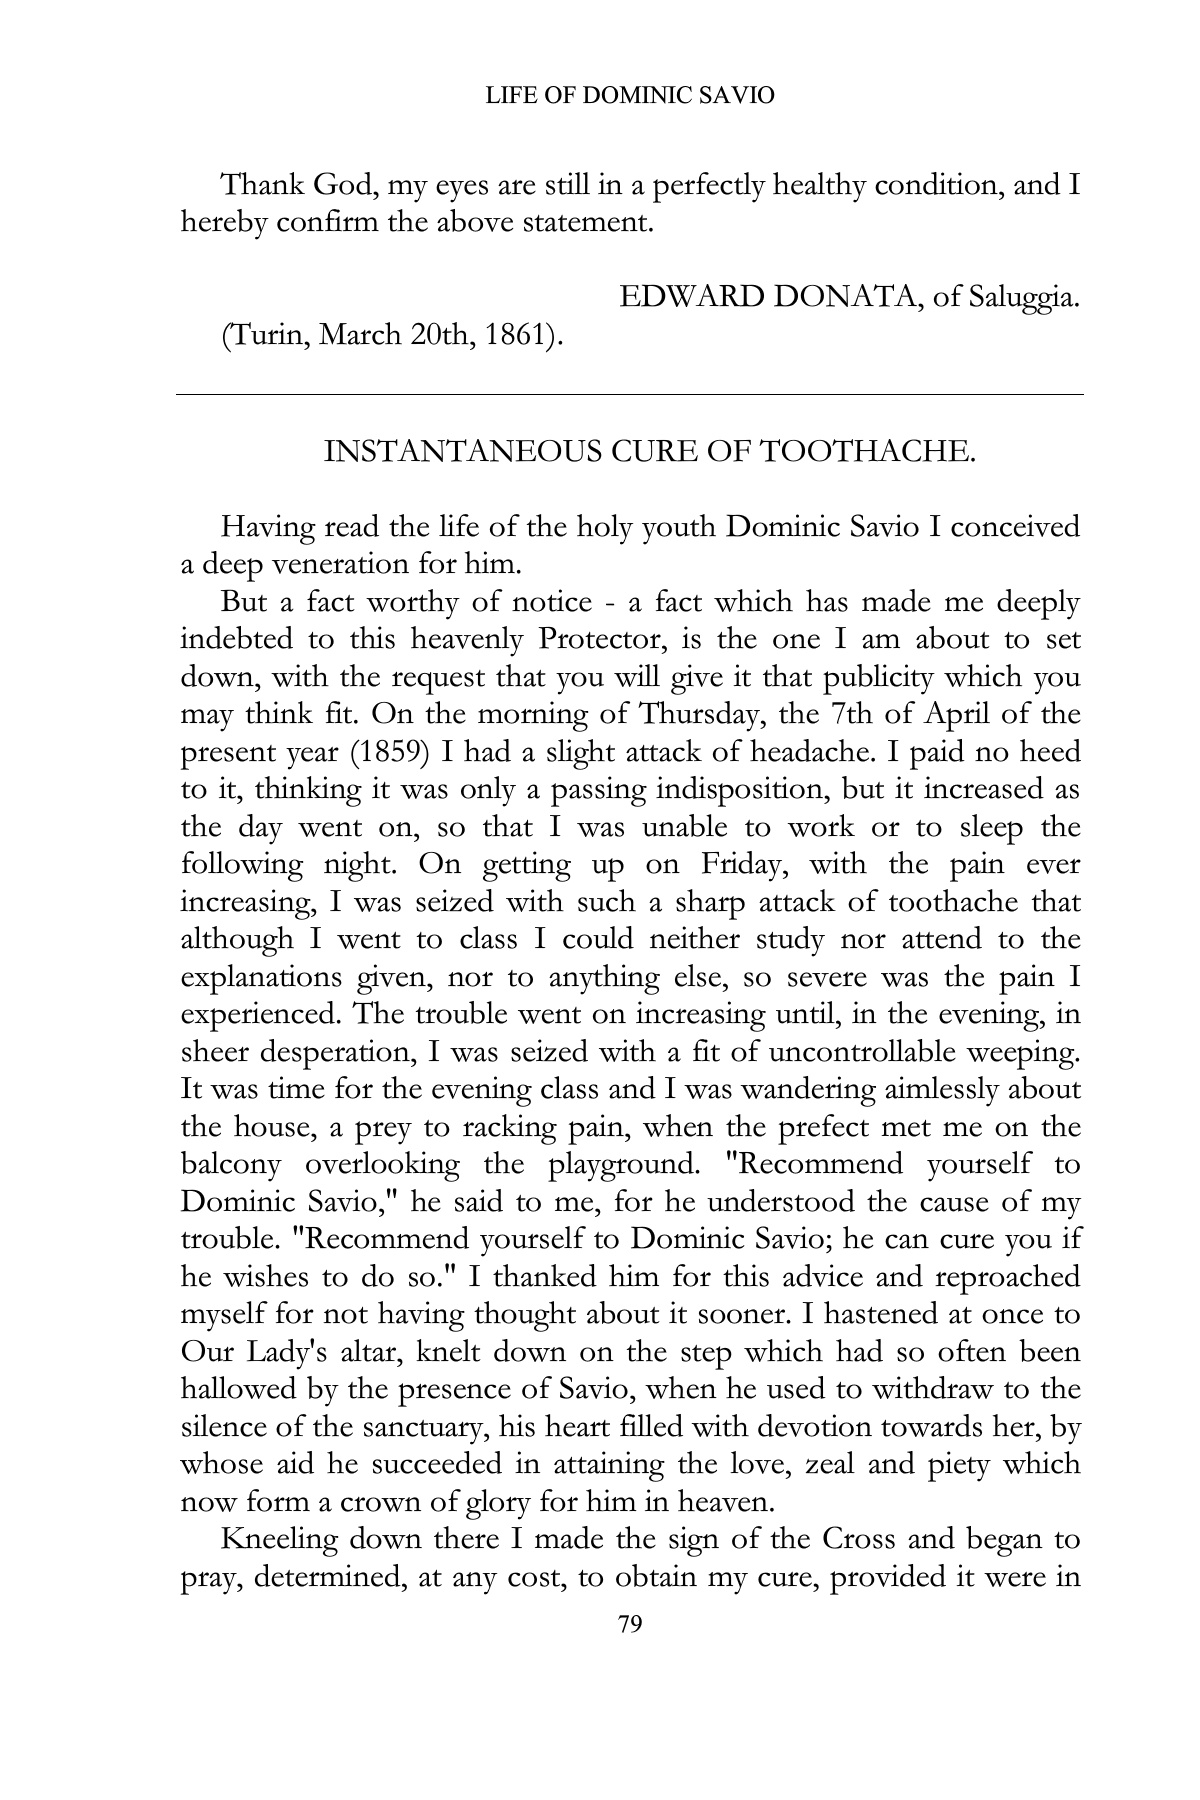 LIFE OF DOMINIC SAVIO
Thank God, my eyes are still in a perfectly healthy condition, and I
hereby confirm the above statement.
EDWARD DONATA, of Saluggia.
(Turin, March 20th, 1861).
INSTANTANEOUS CURE OF TOOTHACHE.
Having read the life of the holy youth Dominic Savio I conceived
a deep veneration for him.
But a fact worthy of notice - a fact which has made me deeply
indebted to this heavenly Protector, is the one I am about to set
down, with the request that you will give it that publicity which you
may think fit. On the morning of Thursday, the 7th of April of the
present year (1859) I had a slight attack of headache. I paid no heed
to it, thinking it was only a passing indisposition, but it increased as
the day went on, so that I was unable to work or to sleep the
following night. On getting up on Friday, with the pain ever
increasing, I was seized with such a sharp attack of toothache that
although I went to class I could neither study nor attend to the
explanations given, nor to anything else, so severe was the pain I
experienced. The trouble went on increasing until, in the evening, in
sheer desperation, I was seized with a fit of uncontrollable weeping.
It was time for the evening class and I was wandering aimlessly about
the house, a prey to racking pain, when the prefect met me on the
balcony overlooking the playground. "Recommend yourself to
Dominic Savio," he said to me, for he understood the cause of my
trouble. "Recommend yourself to Dominic Savio; he can cure you if
he wishes to do so." I thanked him for this advice and reproached
myself for not having thought about it sooner. I hastened at once to
Our Lady's altar, knelt down on the step which had so often been
hallowed by the presence of Savio, when he used to withdraw to the
silence of the sanctuary, his heart filled with devotion towards her, by
whose aid he succeeded in attaining the love, zeal and piety which
now form a crown of glory for him in heaven.
Kneeling down there I made the sign of the Cross and began to
pray, determined, at any cost, to obtain my cure, provided it were in
79